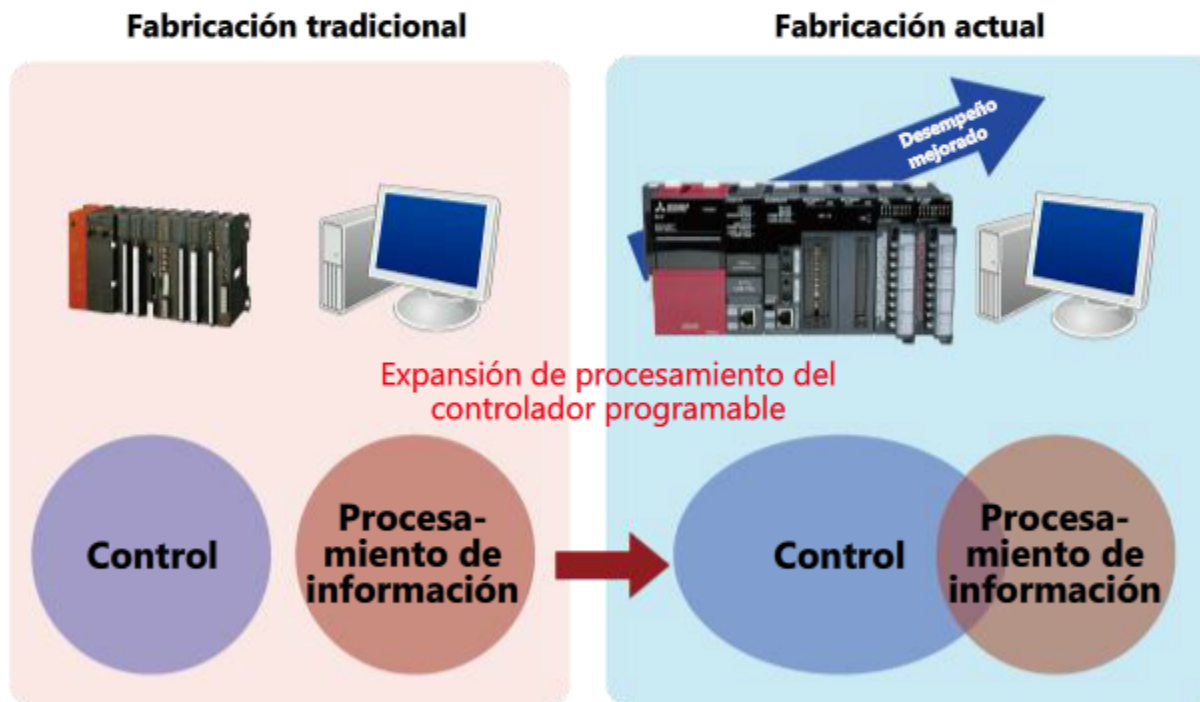 Fabricación tradicional
Fabricación actual
Desempeño
mejorado
Expansión de procesamiento del
controlador programable
Control
Procesa-
miento de
información
Control
Procesa-
miento de
información